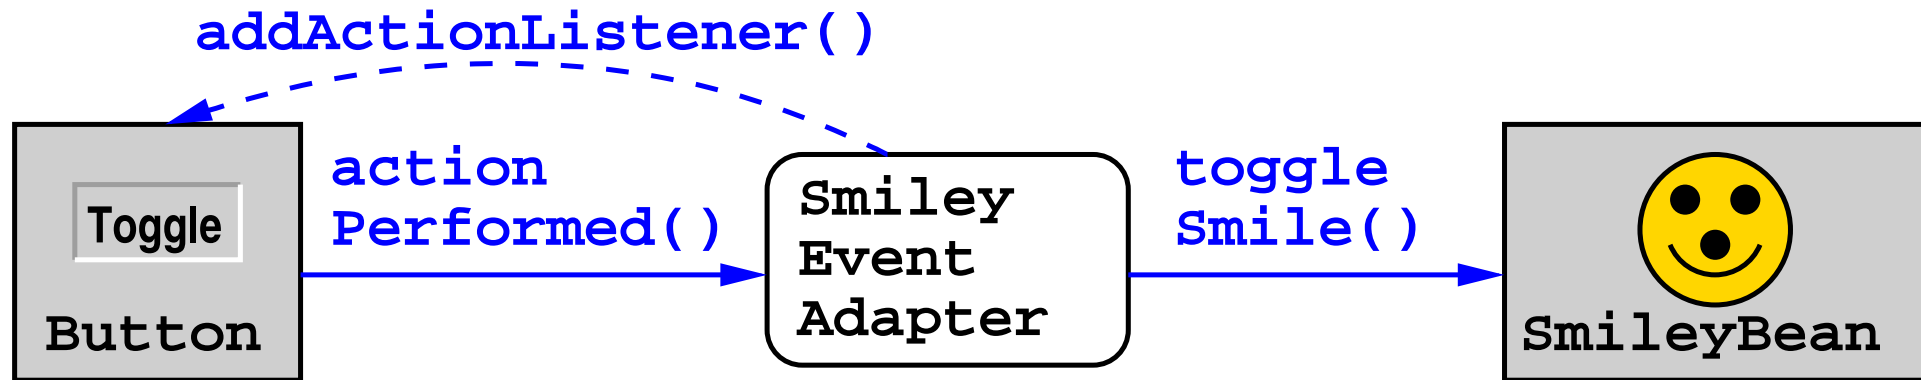 addActionListener()
action
Performed()
toggle
Smile()
Toggle
Button
Smiley
Event
Adapter
SmileyBean